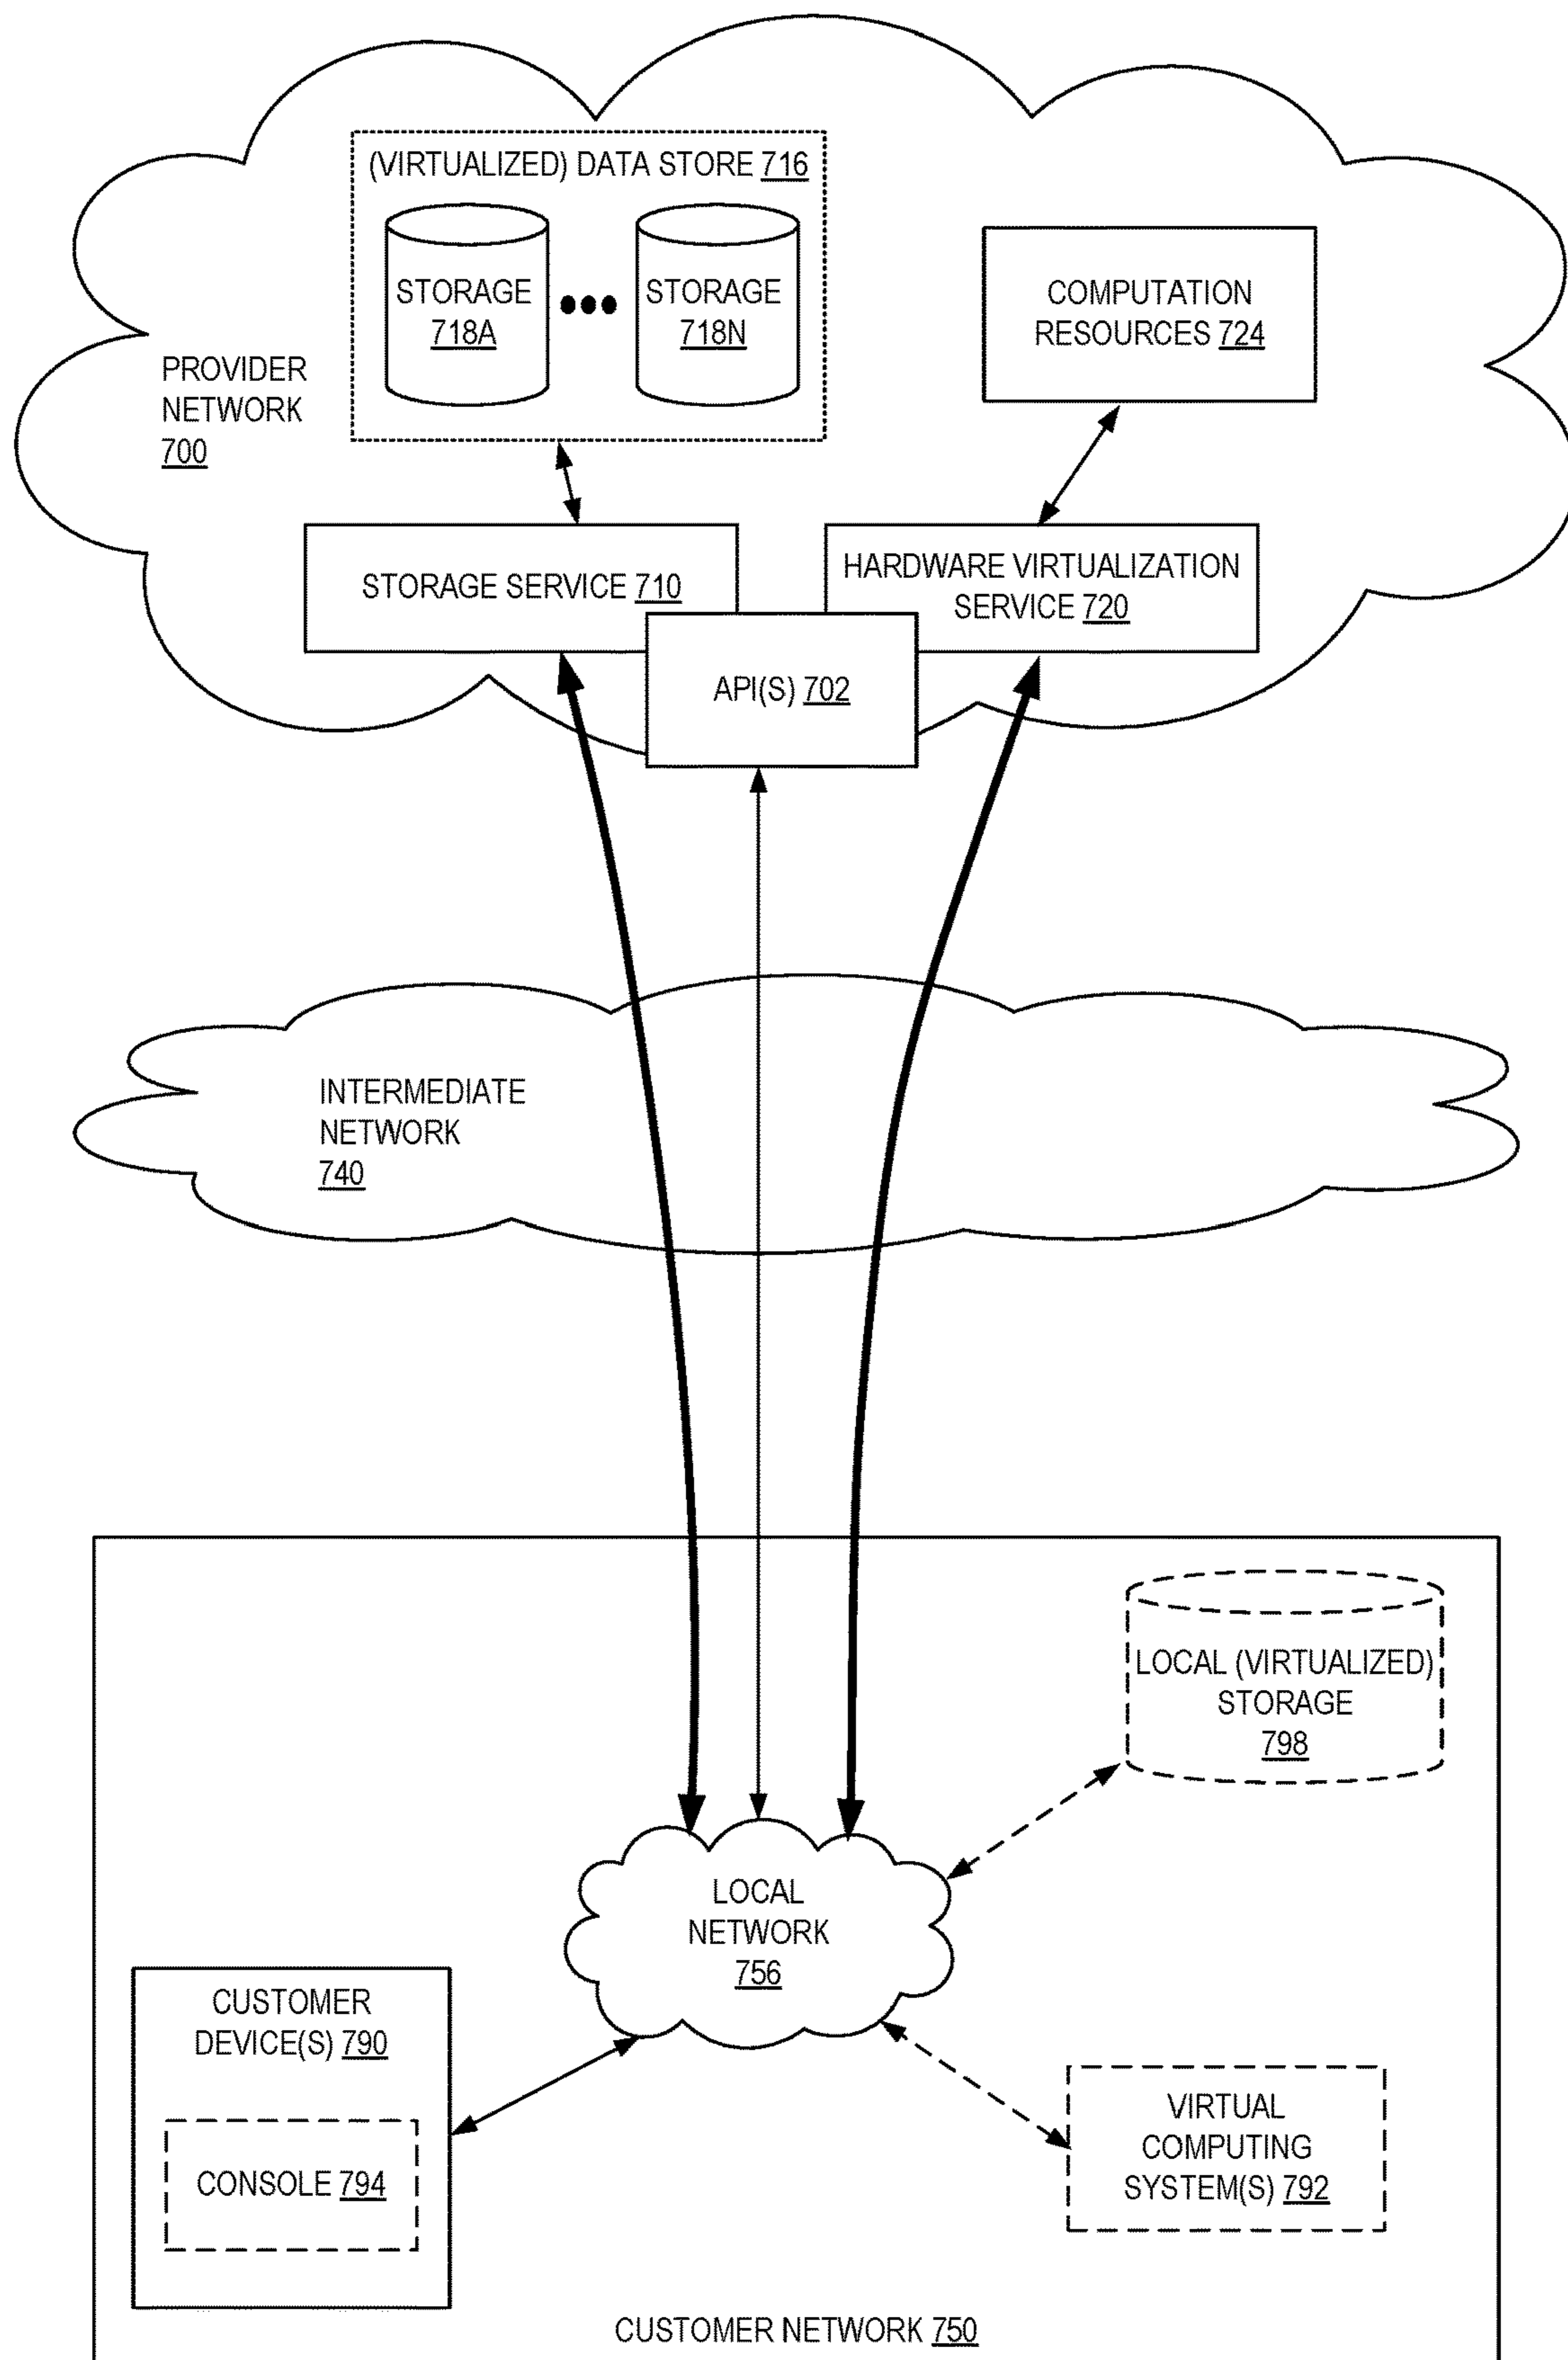 (VIRTUALIZED) DATA STORE 716
STORAGE
718A
STORAGE
718N
COMPUTATION
RESOURCES 724
PROVIDER
NETWORK
700
STORAGE SERVICE 710
HARDWARE VIRTUALIZATION
SERVICE 720
API(S) 702
INTERMEDIATE
NETWORK
740
LOCAL (VIRTUALIZED)
STORAGE
798
LOCAL
NETWORK
756
CUSTOMER
DEVICE(S) 790
CONSOLE 794
VIRTUAL
COMPUTING
SYSTEM(S) 792
CUSTOMER NETWORK 750